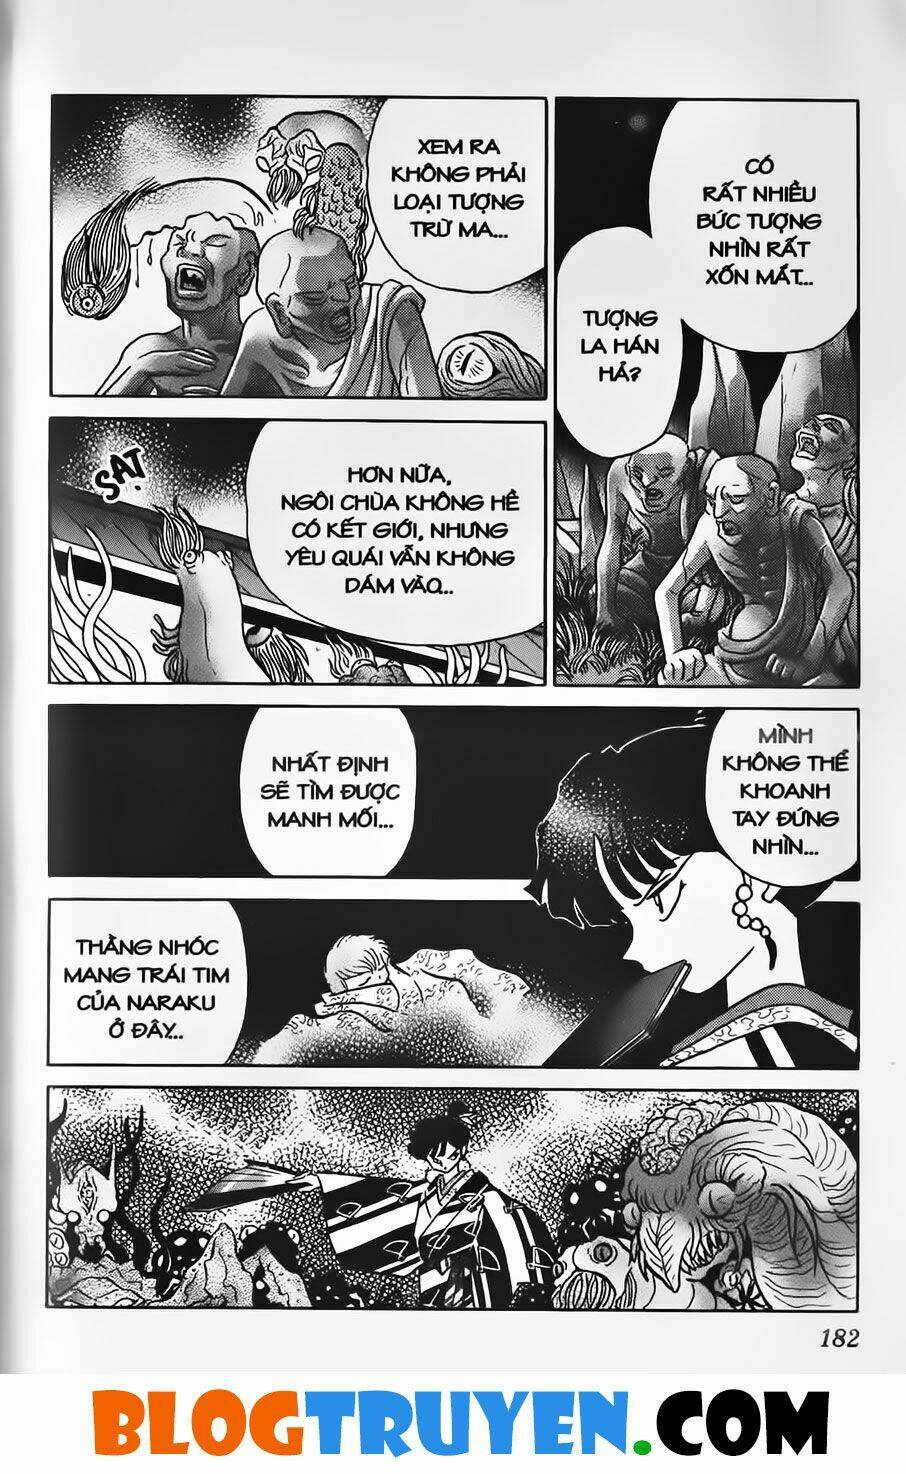 CÓ
RẤT NHIỀU
BỨC TƯỢNG
NHÌN RẤT
XỐN MẮT...
TƯỢNG
LA HÁN
HẢ?
XEM RA
KHÔNG PHẢI
LOẠI TƯỢNG
TRỪ MA...
HƠN NỮA,
NGÔI CHÙA KHÔNG HỀ
CÓ KẾT GIỚI, NHƯNG
YÊU QUÁI VẪN KHÔNG
DÁM VÀO...
SẠT
MÌNH
KHÔNG THỂ
KHOANH
TAY ĐỨNG
NHÌN...
NHẤT ĐỊNH
SẼ TÌM ĐƯỢC
MANH MỐI...
THẰNG NHÓC
MANG TRÁI TIM
CỦA NARAKU
Ở ĐÂY...
182
BLOGTRUYEN.COM